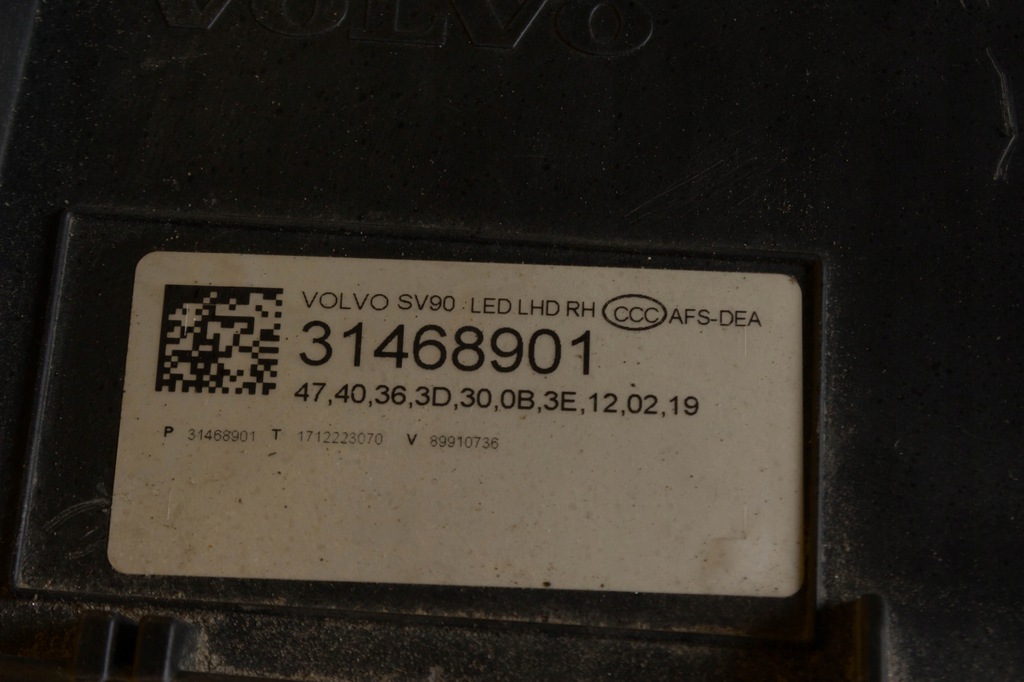 VOLVO
VOLVO SV90 LED LHD RH CCC AFS-DEA
31468901
47,40,36,3D,30,0B,3E,12,02,19
P 31468901 T 1712223070 V 89910736